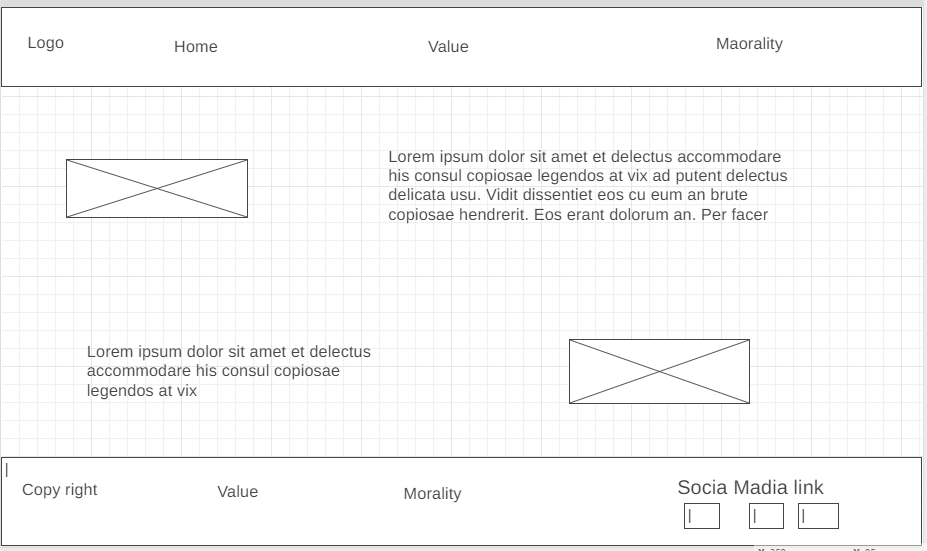 Logo
Home
Value
Maorality
Lorem ipsum dolor sit amet et delectus accommodare
his consul copiosae legendos at vix ad putent delectus
delicata usu. Vidit dissentiet eos cu eum an brute
copiosae hendrerit. Eos erant dolorum an. Per facer
Lorem ipsum dolor sit amet et delectus
accommodare his consul copiosae
legendos at vix
Copy right
Value
Morality
Socia Madia link